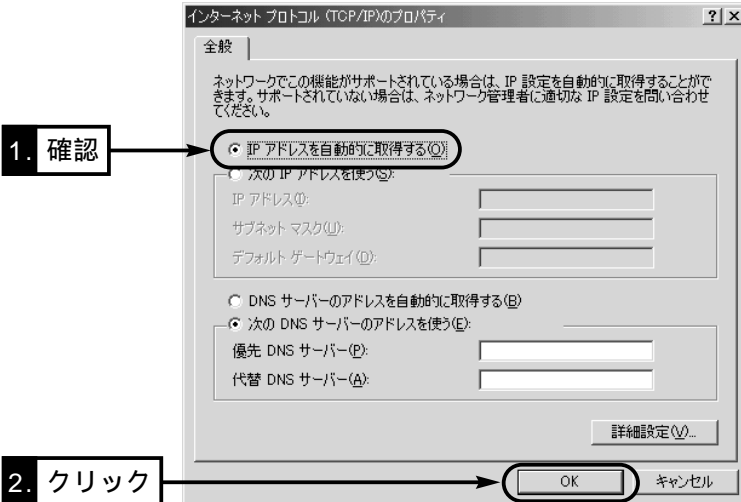 インターネット プロトコル (TCP/IP)のプロパティ
? ×
全般
ネットワークでこの機能がサポートされている場合は、IP 設定を自動的に取得することがで
きます。サポートされていない場合は、ネットワーク管理者に適切な IP 設定を問い合わせ
てください。
1. 確認
IP アドレスを自動的に取得する(O)
次の IP アドレスを使う(S):
IP アドレス(I):
サブネット マスク(U):
デフォルト ゲートウェイ(D):
DNS サーバーのアドレスを自動的に取得する(B)
次の DNS サーバーのアドレスを使う(E):
優先 DNS サーバー(P):
代替 DNS サーバー(A):
詳細設定(V)...
2. クリック
OK
キャンセル